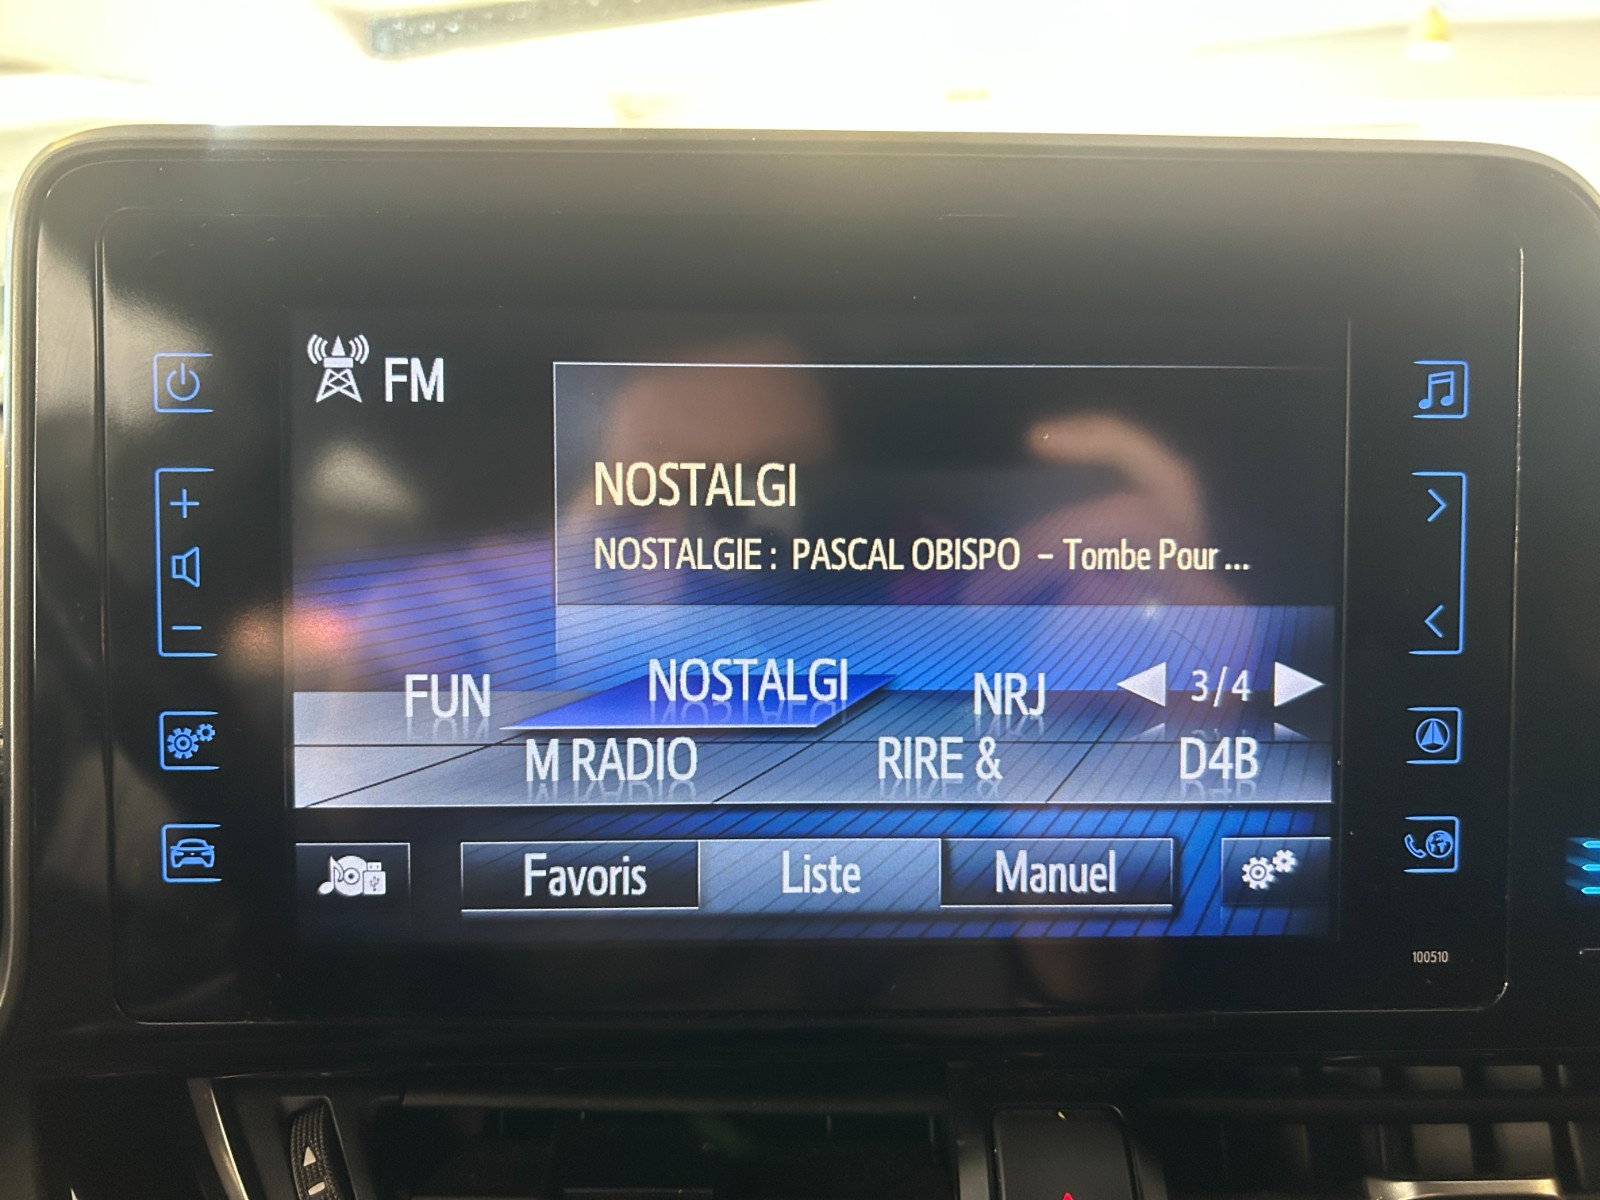 FM
NOSTALGI
NOSTALGIE : PASCAL OBISPO – Tombe Pour ...
FUN NOSTALGI NRJ 3/4
M RADIO RIRE & D4B
Favoris Liste Manuel
100510